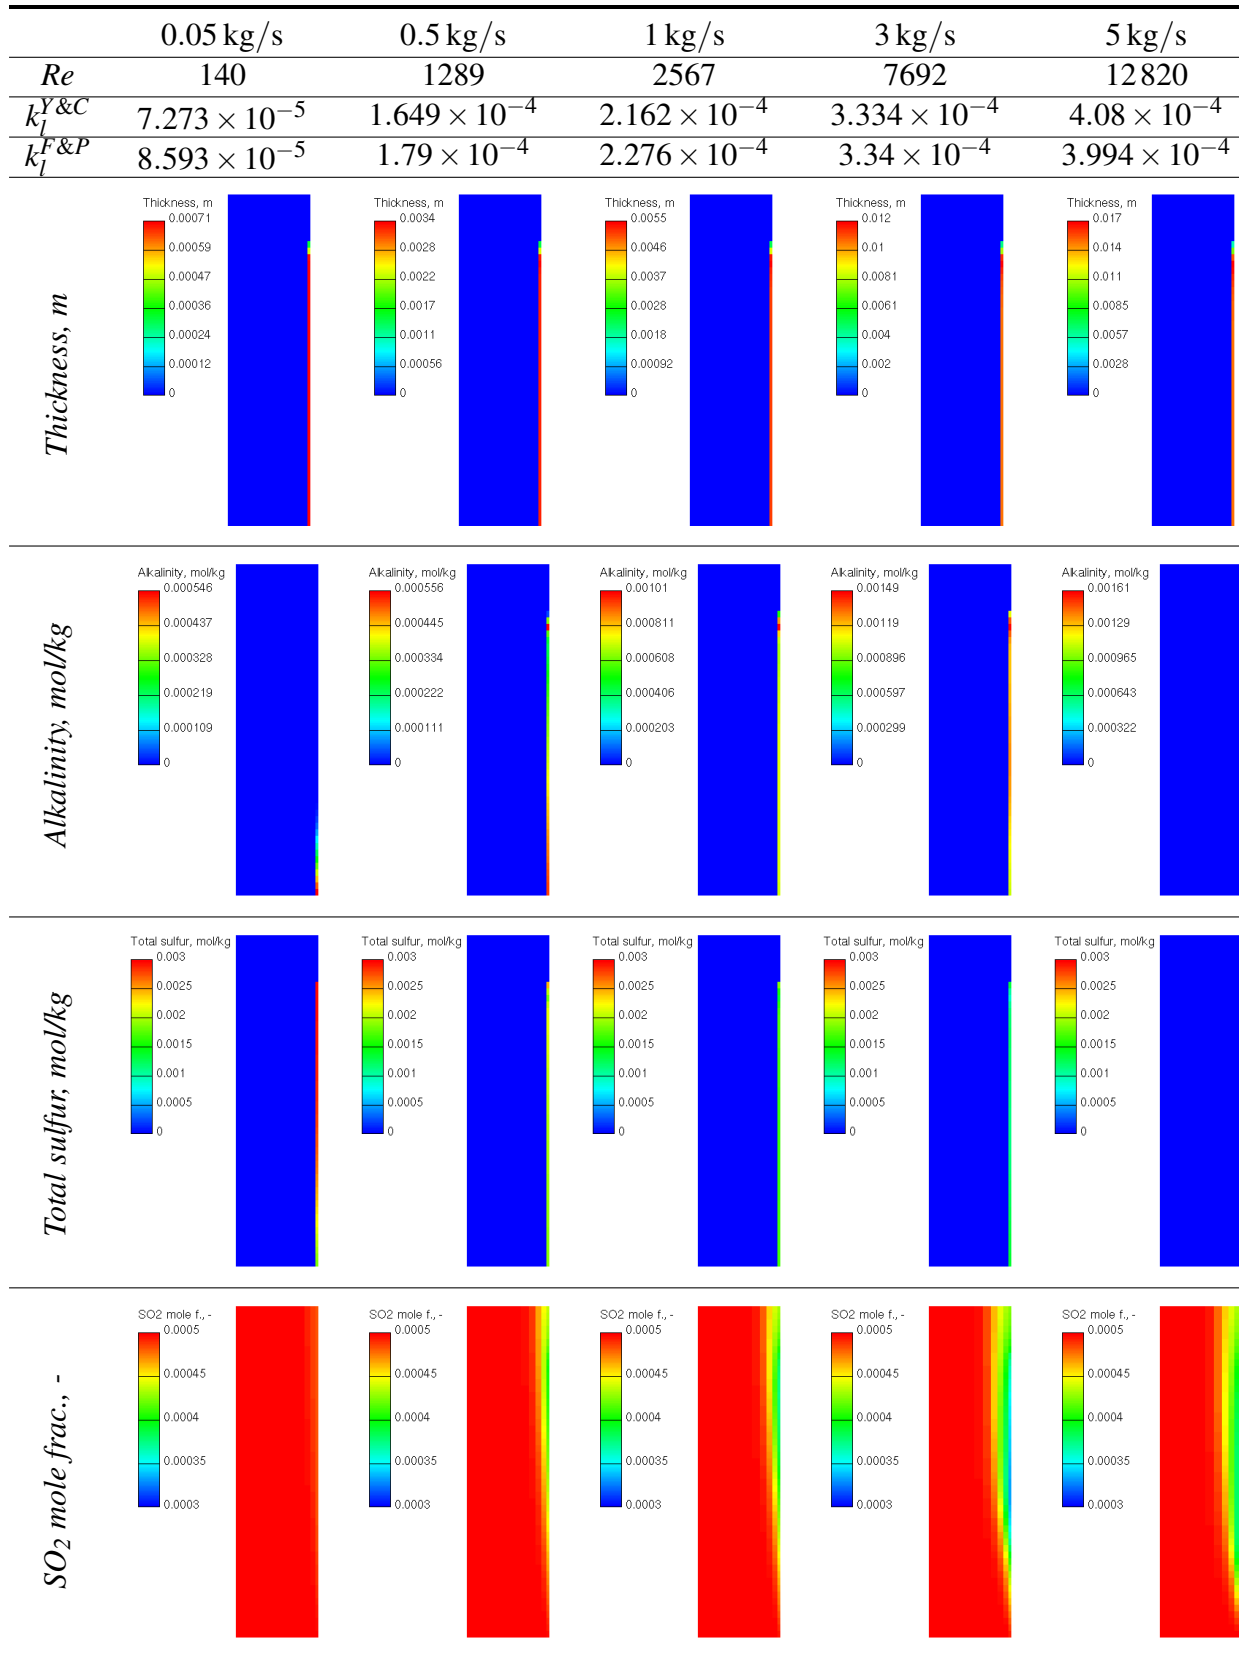 0.05 kg/s 0.5 kg/s 1 kg/s 3 kg/s 5 kg/s
Re 140 1289 2567 7692 12 820
k_l^{Y&C} 7.273 × 10^{−5} 1.649 × 10^{−4} 2.162 × 10^{−4} 3.334 × 10^{−4} 4.08 × 10^{−4}
k_l^{F&P} 8.593 × 10^{−5} 1.79 × 10^{−4} 2.276 × 10^{−4} 3.34 × 10^{−4} 3.994 × 10^{−4}
Thickness, m
Thickness, m Thickness, m Thickness, m Thickness, m Thickness, m
0.00071 0.0034 0.0055 0.012 0.017
0.00059 0.0028 0.0046 0.01 0.014
0.00047 0.0022 0.0037 0.0081 0.011
0.00036 0.0017 0.0028 0.0061 0.0085
0.00024 0.0011 0.0018 0.004 0.0057
0.00012 0.00056 0.00092 0.002 0.0028
0 0 0 0 0
Alkalinity, mol/kg
Alkalinity, mol/kg Alkalinity, mol/kg Alkalinity, mol/kg Alkalinity, mol/kg Alkalinity, mol/kg
0.000546 0.000556 0.00101 0.00149 0.00161
0.000437 0.000445 0.000811 0.00119 0.00129
0.000328 0.000334 0.000608 0.000896 0.000965
0.000219 0.000222 0.000406 0.000597 0.000643
0.000109 0.000111 0.000203 0.000299 0.000322
0 0 0 0 0
Total sulfur, mol/kg
Total sulfur, mol/kg Total sulfur, mol/kg Total sulfur, mol/kg Total sulfur, mol/kg Total sulfur, mol/kg
0.003 0.003 0.003 0.003 0.003
0.0025 0.0025 0.0025 0.0025 0.0025
0.002 0.002 0.002 0.002 0.002
0.0015 0.0015 0.0015 0.0015 0.0015
0.001 0.001 0.001 0.001 0.001
0.0005 0.0005 0.0005 0.0005 0.0005
0 0 0 0 0
SO₂ mole frac., -
SO2 mole f., - SO2 mole f., - SO2 mole f., - SO2 mole f., - SO2 mole f., -
0.0005 0.0005 0.0005 0.0005 0.0005
0.00045 0.00045 0.00045 0.00045 0.00045
0.0004 0.0004 0.0004 0.0004 0.0004
0.00035 0.00035 0.00035 0.00035 0.00035
0.0003 0.0003 0.0003 0.0003 0.0003